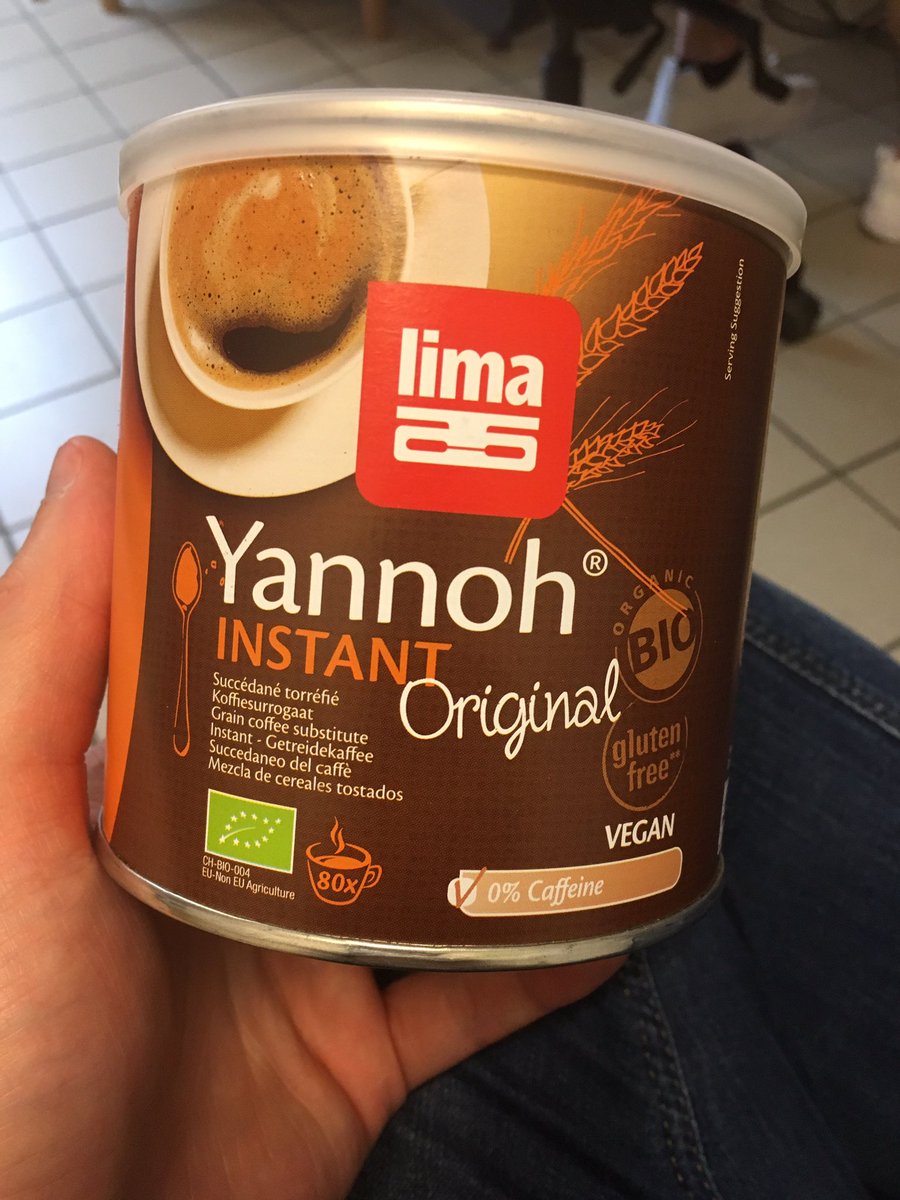 lima
Serving Suggestion
Yannoh®
INSTANT
Original
Succédané torréfié
Koffiesurrogaat
Grain coffee substitute
Instant - Getreidekaffee
Succedaneo del caffè
Mezcla de cereales tostados
ORGANIC
BIO
gluten
free**
VEGAN
0% Caffeine
CH-BIO-004
EU-Non EU Agriculture
80x